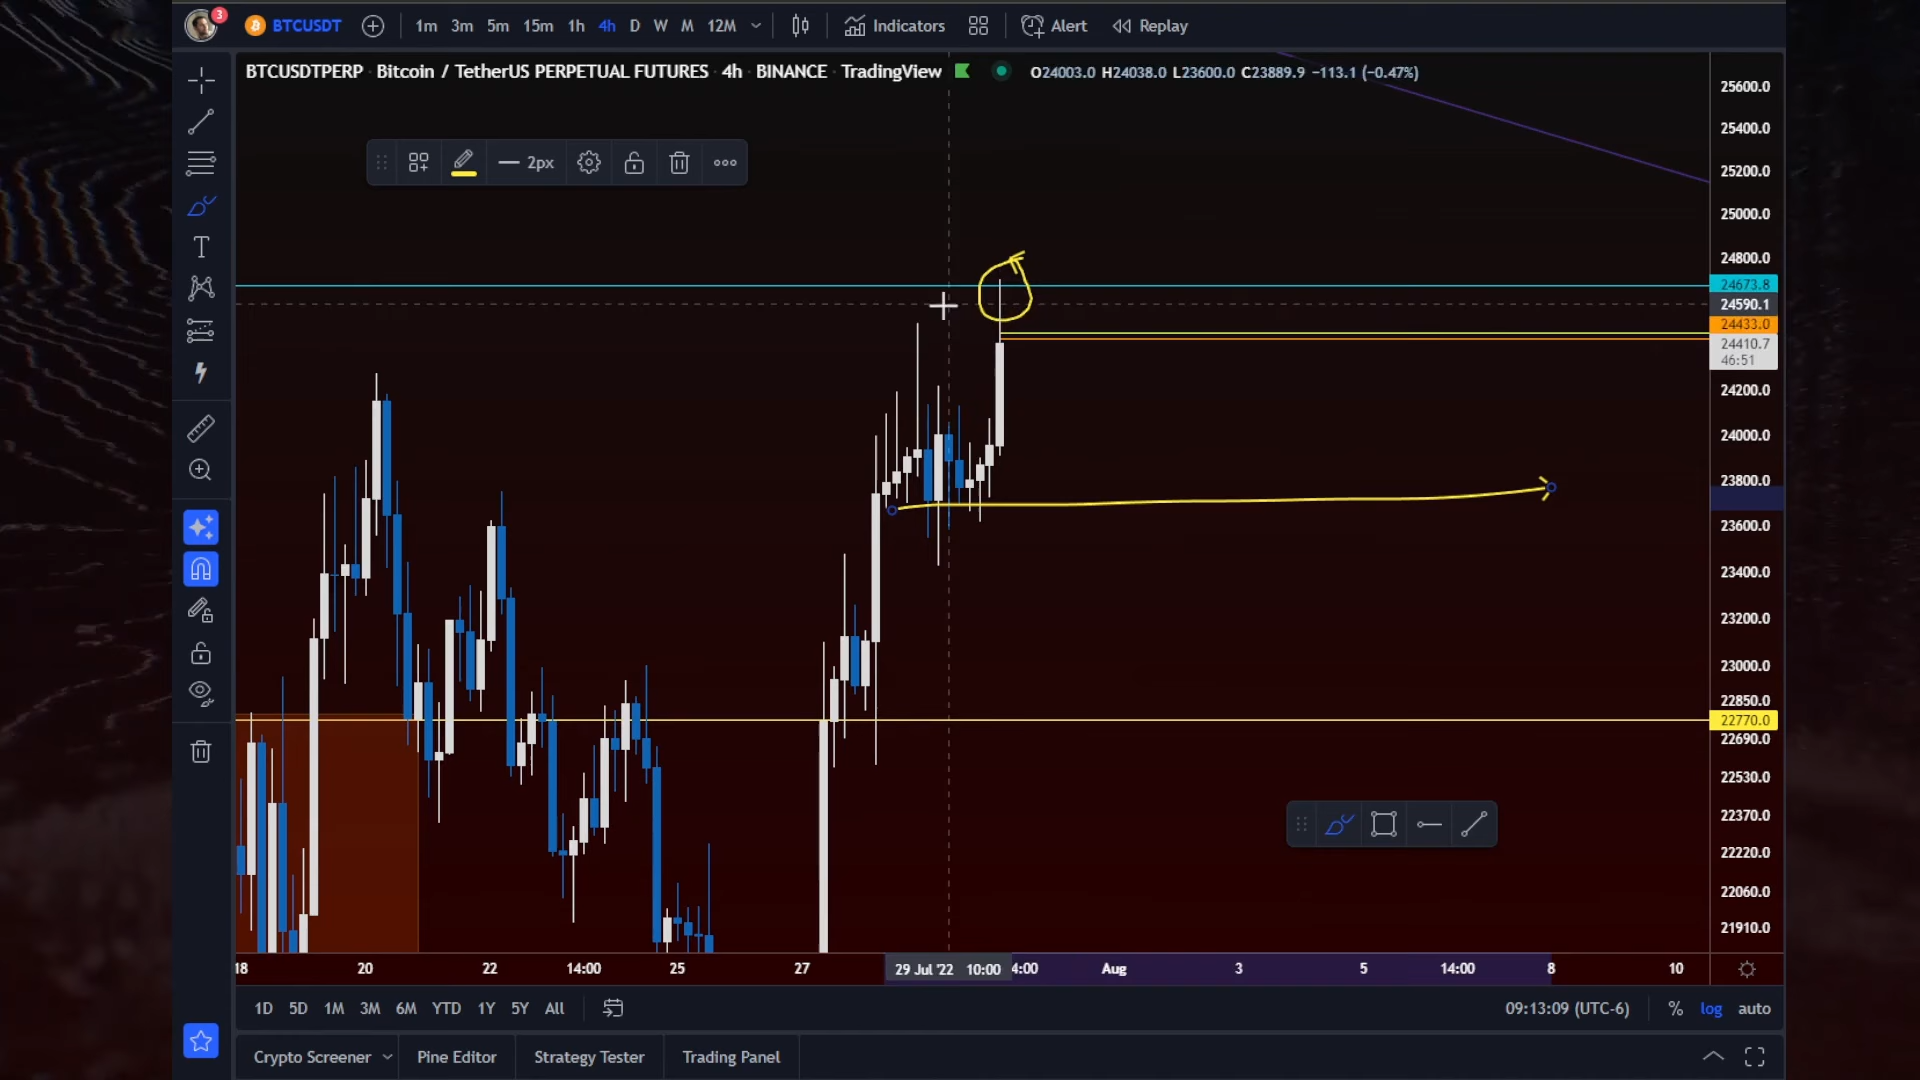 3
BTCUSDT
1m 3m 5m 15m 1h 4h D W M 12M
Indicators
Alert
Replay
BTCUSDTPERP · Bitcoin / TetherUS PERPETUAL FUTURES · 4h · BINANCE · TradingView
O24003.0 H24038.0 L23600.0 C23889.9 −113.1 (−0.47%)
2px
T
25600.0
25400.0
25200.0
25000.0
24800.0
24673.8
24590.1
24433.0
24410.7
46:51
24200.0
24000.0
23800.0
23600.0
23400.0
23200.0
23000.0
22850.0
22770.0
22690.0
22530.0
22370.0
22220.0
22060.0
21910.0
18 20 22 14:00 25 27 29 Jul '22 10:00 4:00 Aug 3 5 14:00 8 10
1D 5D 1M 3M 6M YTD 1Y 5Y All
09:13:09 (UTC-6)
% log auto
Crypto Screener
Pine Editor
Strategy Tester
Trading Panel